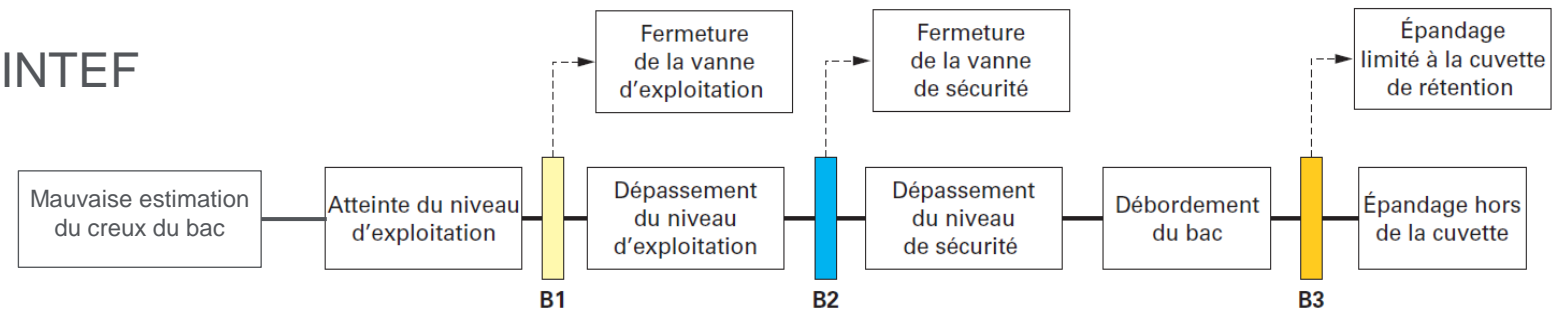 INTEF
Fermeture
de la vanne
d'exploitation
Fermeture
de la vanne
de sécurité
Épandage
limité à la cuvette
de rétention
Mauvaise estimation
du creux du bac
Atteinte du niveau
d'exploitation
Dépassement
du niveau
d'exploitation
Dépassement
du niveau
de sécurité
Débordement
du bac
Épandage hors
de la cuvette
B1
B2
B3